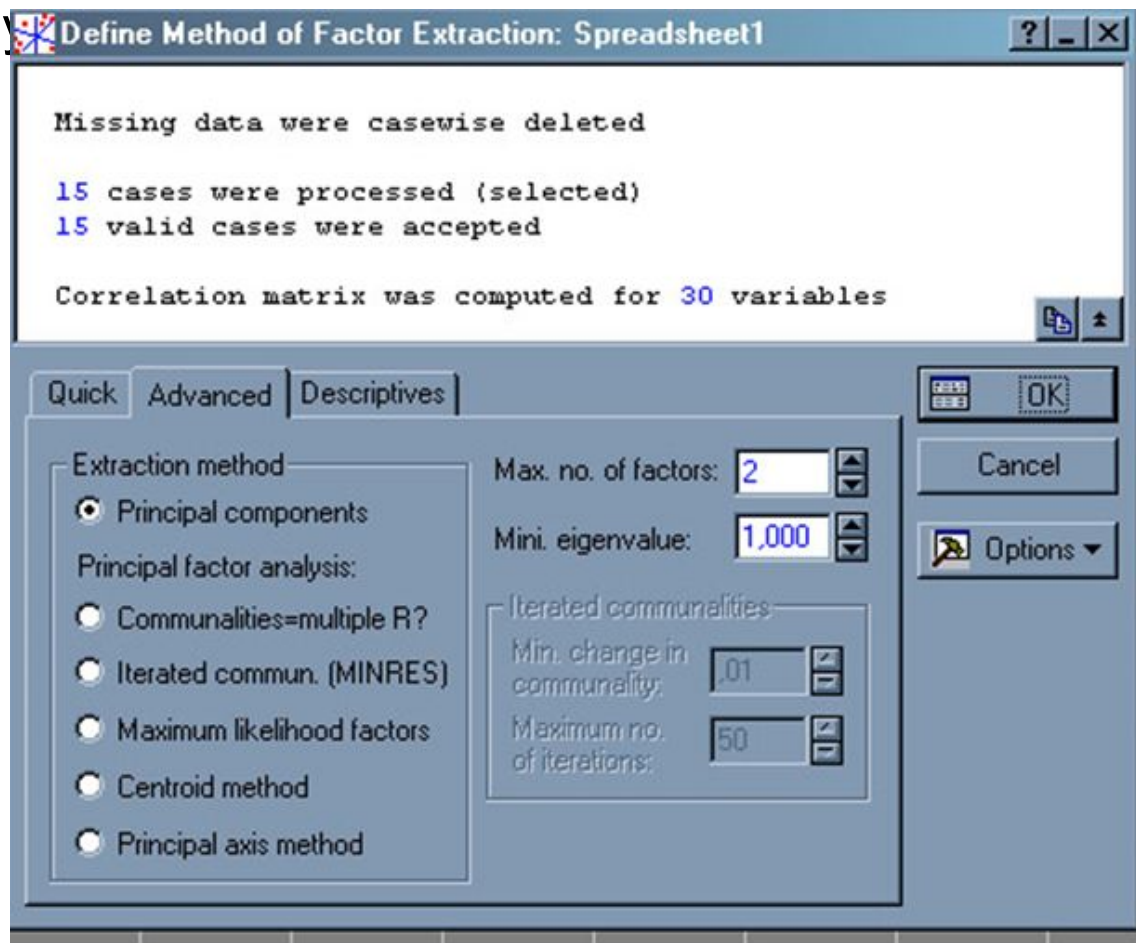 Define Method of Factor Extraction: Spreadsheet1
Missing data were casewise deleted
15 cases were processed (selected)
15 valid cases were accepted
Correlation matrix was computed for 30 variables
Quick Advanced Descriptives
OK
Cancel
Options
Extraction method
Principal components
Principal factor analysis:
Communalities=multiple R?
Iterated commun. (MINRES)
Maximum likelihood factors
Centroid method
Principal axis method
Max. no. of factors: 2
Mini. eigenvalue: 1,000
Iterated communalities
Min. change in
communality: ,01
Maximum no.
of iterations: 50